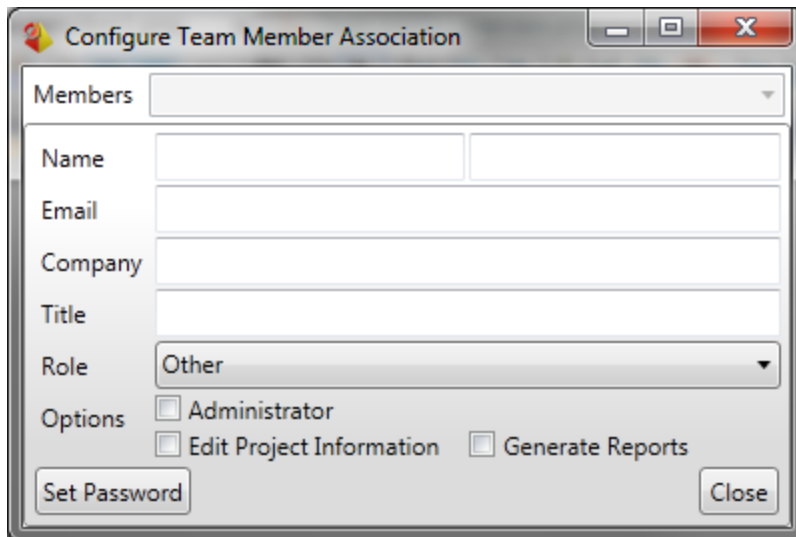 Configure Team Member Association
Members
Name
Email
Company
Title
Role Other
Options Administrator
Edit Project Information Generate Reports
Set Password Close